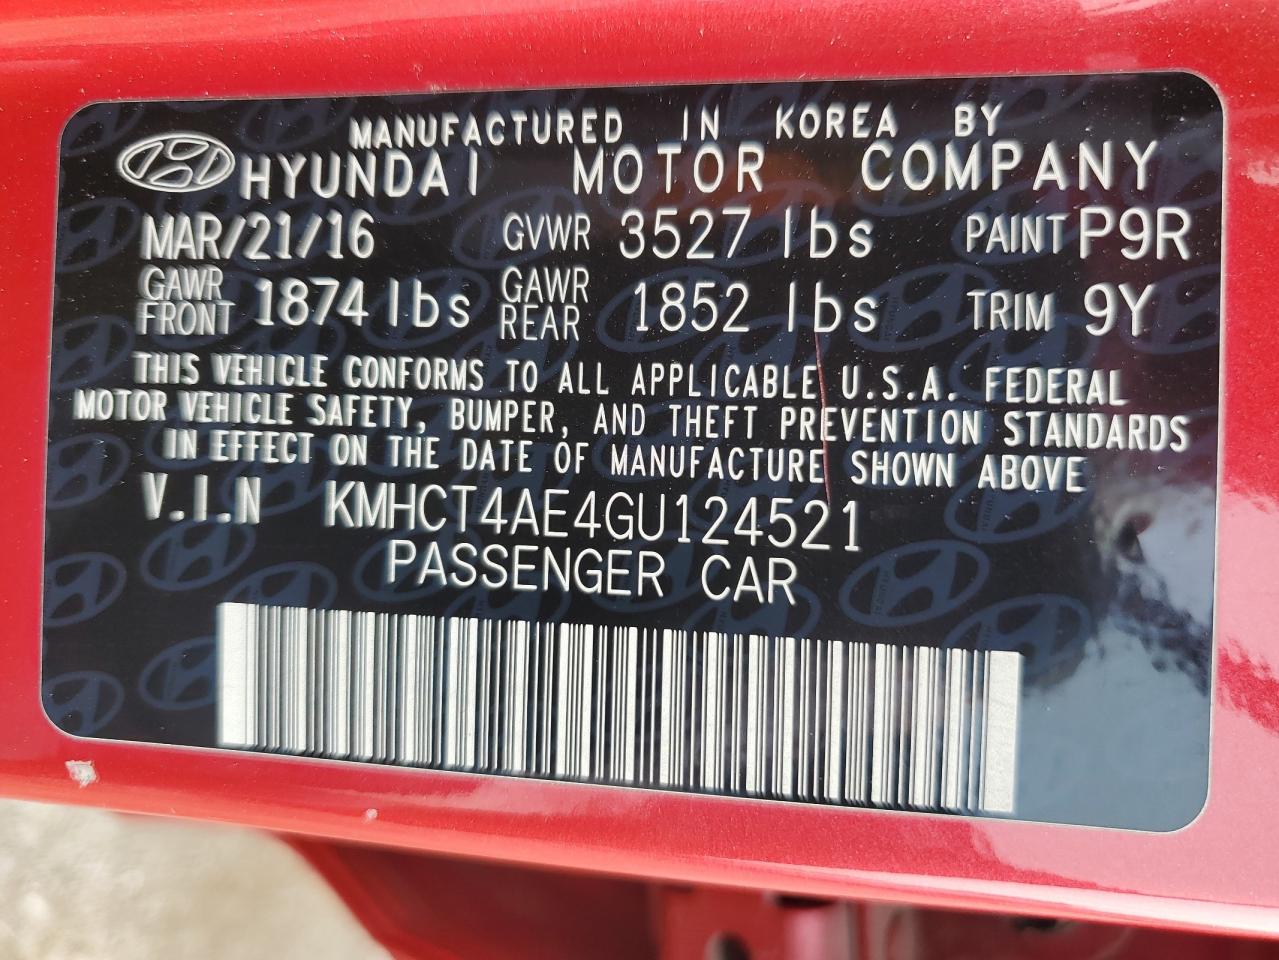 MANUFACTURED IN KOREA BY
HYUNDAI MOTOR COMPANY
MAR/21/16 GVWR 3527 lbs PAINT P9R
GAWR FRONT 1874 lbs GAWR REAR 1852 lbs TRIM 9Y
THIS VEHICLE CONFORMS TO ALL APPLICABLE U.S.A. FEDERAL
MOTOR VEHICLE SAFETY, BUMPER, AND THEFT PREVENTION STANDARDS
IN EFFECT ON THE DATE OF MANUFACTURE SHOWN ABOVE
V.I.N KMHCT4AE4GU124521
PASSENGER CAR